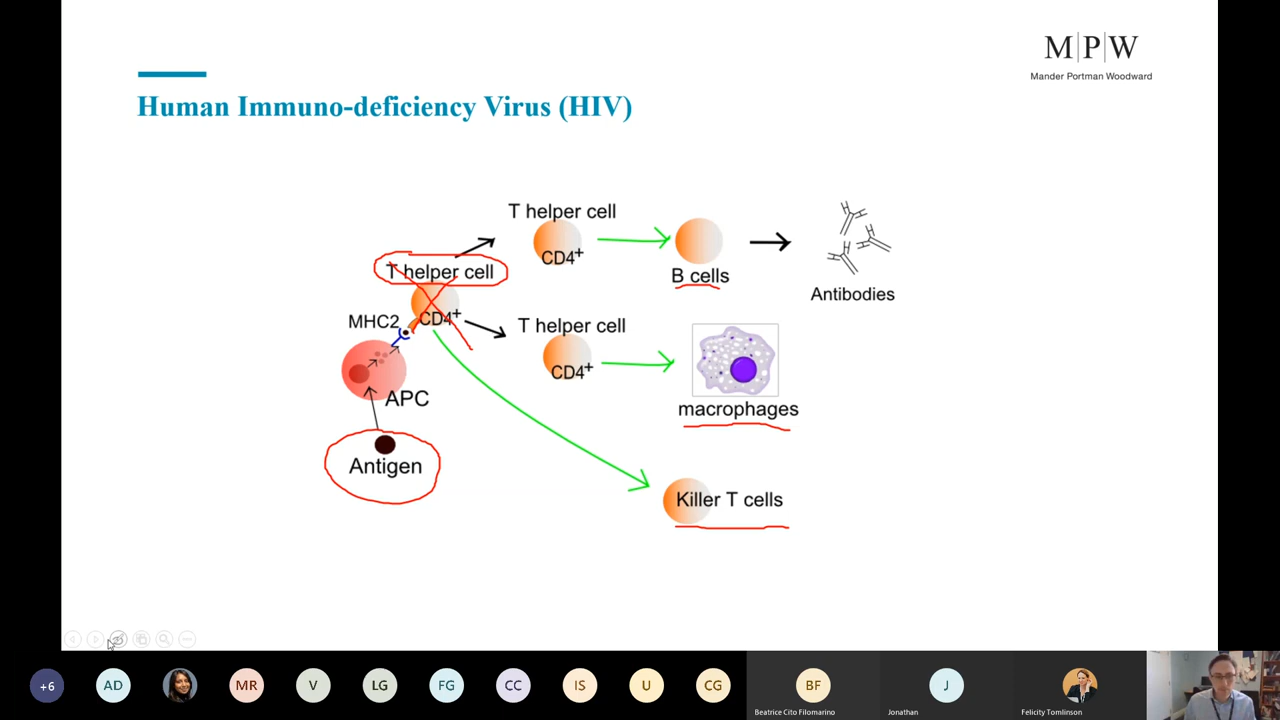 M|P|W
Mander Portman Woodward
Human Immuno-deficiency Virus (HIV)
T helper cell
CD4+
B cells
Antibodies
T helper cell
CD4+
MHC2
T helper cell
CD4+
APC
macrophages
Antigen
Killer T cells
+6
AD
MR
V
LG
FG
CC
IS
U
CG
BF
Beatrice Cito Filomarino
J
Jonathan
Felicity Tomlinson